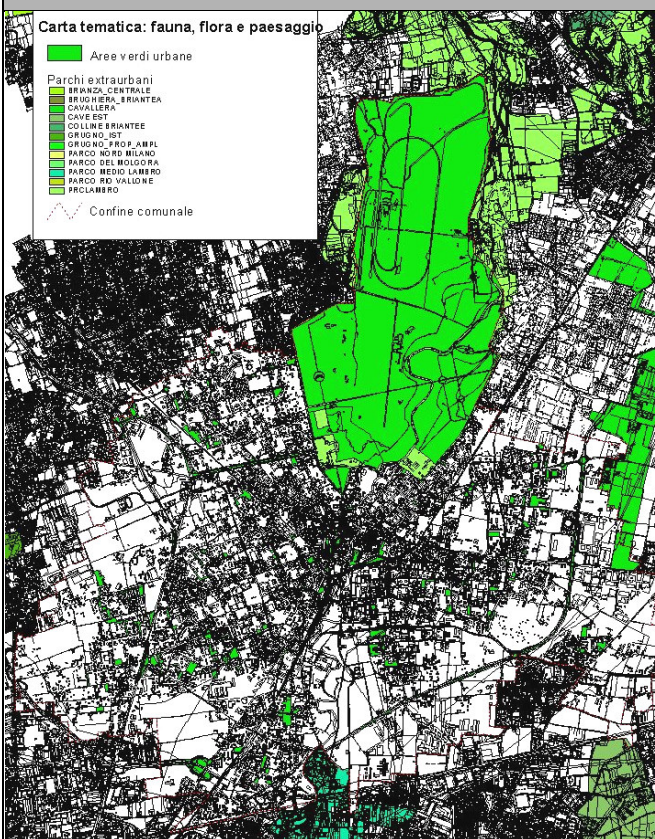 Carta tematica: fauna, flora e paesaggio
Aree verdi urbane
Parchi extraurbani
BRIANZA_CENTRALE
BRUGHIERA_BRIANTEA
CAVALLERA
CAVE EST
COLLINE BRIANTEE
GRUGNO_IST
GRUGNO_PROP_AMPL
PARCO NORD MILANO
PARCO DEL MOLGORA
PARCO MEDIO LAMBRO
PARCO RIO VALLONE
PRCLAMBRO
Confine comunale